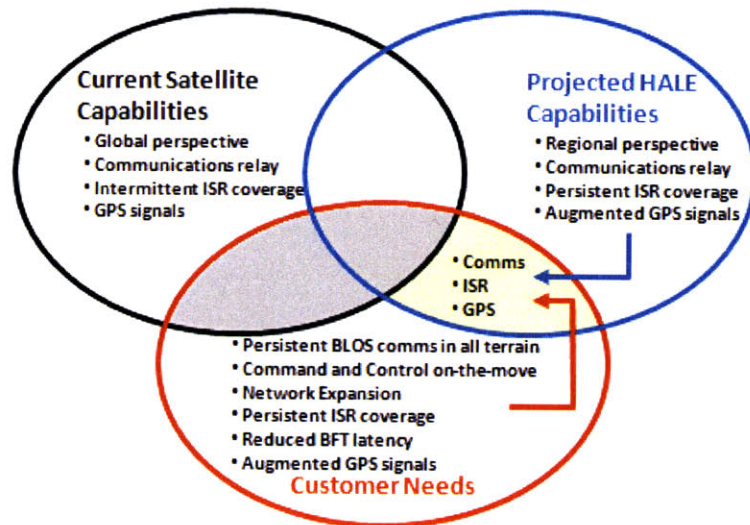 Current Satellite
Capabilities
• Global perspective
• Communications relay
• Intermittent ISR coverage
• GPS signals
Projected HALE
Capabilities
• Regional perspective
• Communications relay
• Persistent ISR coverage
• Augmented GPS signals
• Comms
• ISR
• GPS
• Persistent BLOS comms in all terrain
• Command and Control on-the-move
• Network Expansion
• Persistent ISR coverage
• Reduced BFT latency
• Augmented GPS signals
Customer Needs